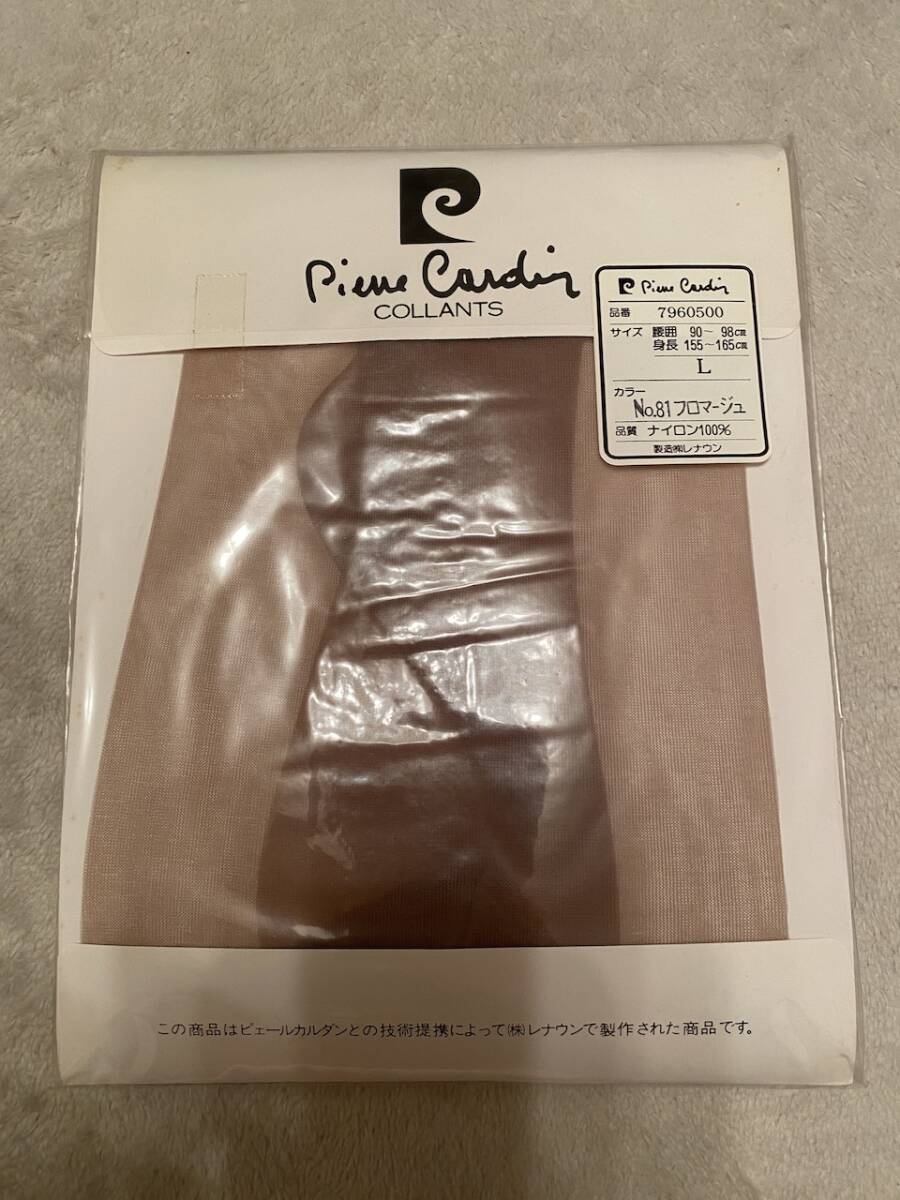 Pierre Cardin
COLLANTS
Pierre Cardin
品番 7960500
サイズ 腰囲 90～98cm
身長 155～165cm
L
カラー
No.81フロマージュ
品質 ナイロン100%
製造㈱レナウン
この商品はピェールカルダンとの技術提携によって㈱レナウンで製作された商品です。